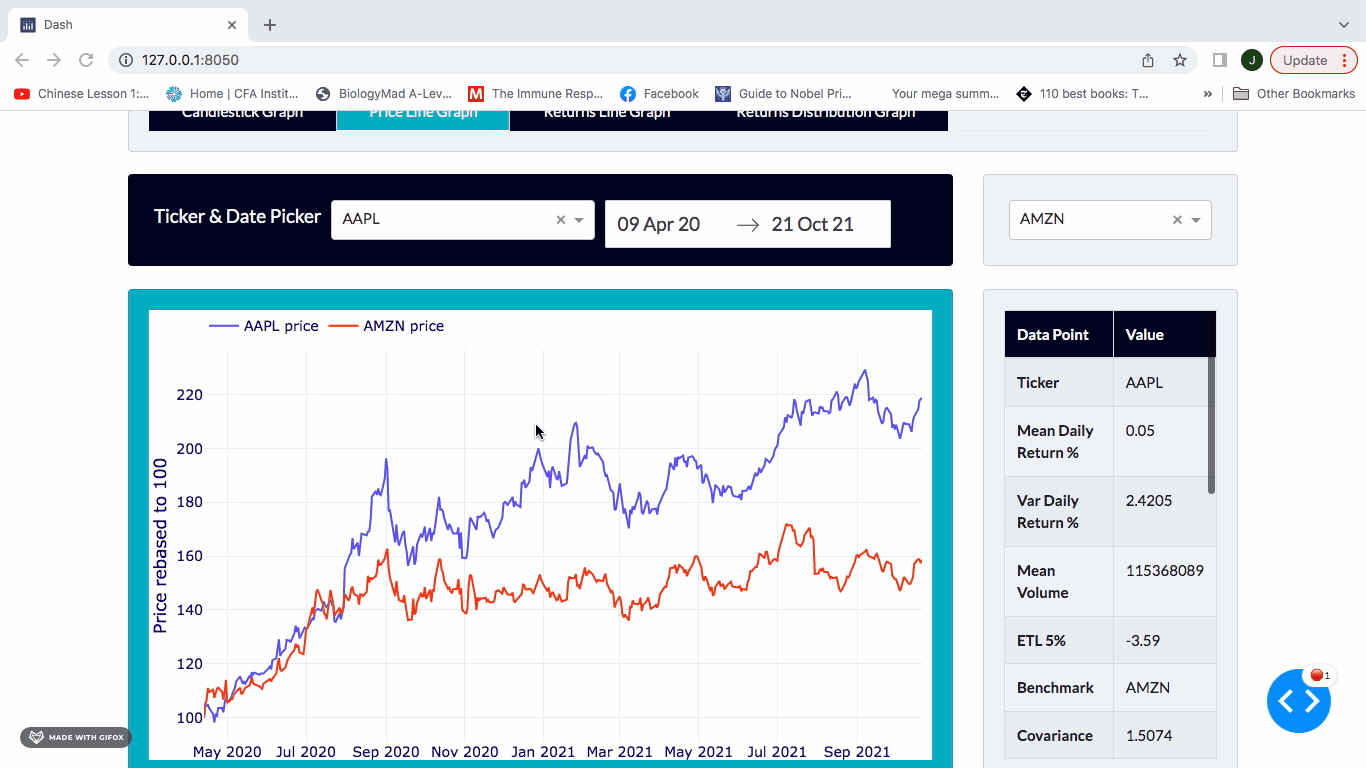 Dash
127.0.0.1:8050
J
Update
Chinese Lesson 1:...
Home | CFA Instit...
BiologyMad A-Lev...
The Immune Resp...
Facebook
Guide to Nobel Pri...
Your mega summ...
110 best books: T...
»
Other Bookmarks
Candlestick Graph
Price Line Graph
Returns Line Graph
Returns Distribution Graph
Ticker & Date Picker
AAPL
09 Apr 20
21 Oct 21
AMZN
AAPL price
AMZN price
Price rebased to 100
220
200
180
160
140
120
100
May 2020
Jul 2020
Sep 2020
Nov 2020
Jan 2021
Mar 2021
May 2021
Jul 2021
Sep 2021
Data Point Value
Ticker AAPL
Mean Daily
Return % 0.05
Var Daily
Return % 2.4205
Mean
Volume 115368089
ETL 5% -3.59
Benchmark AMZN
Covariance 1.5074
1
MADE WITH GIFOX